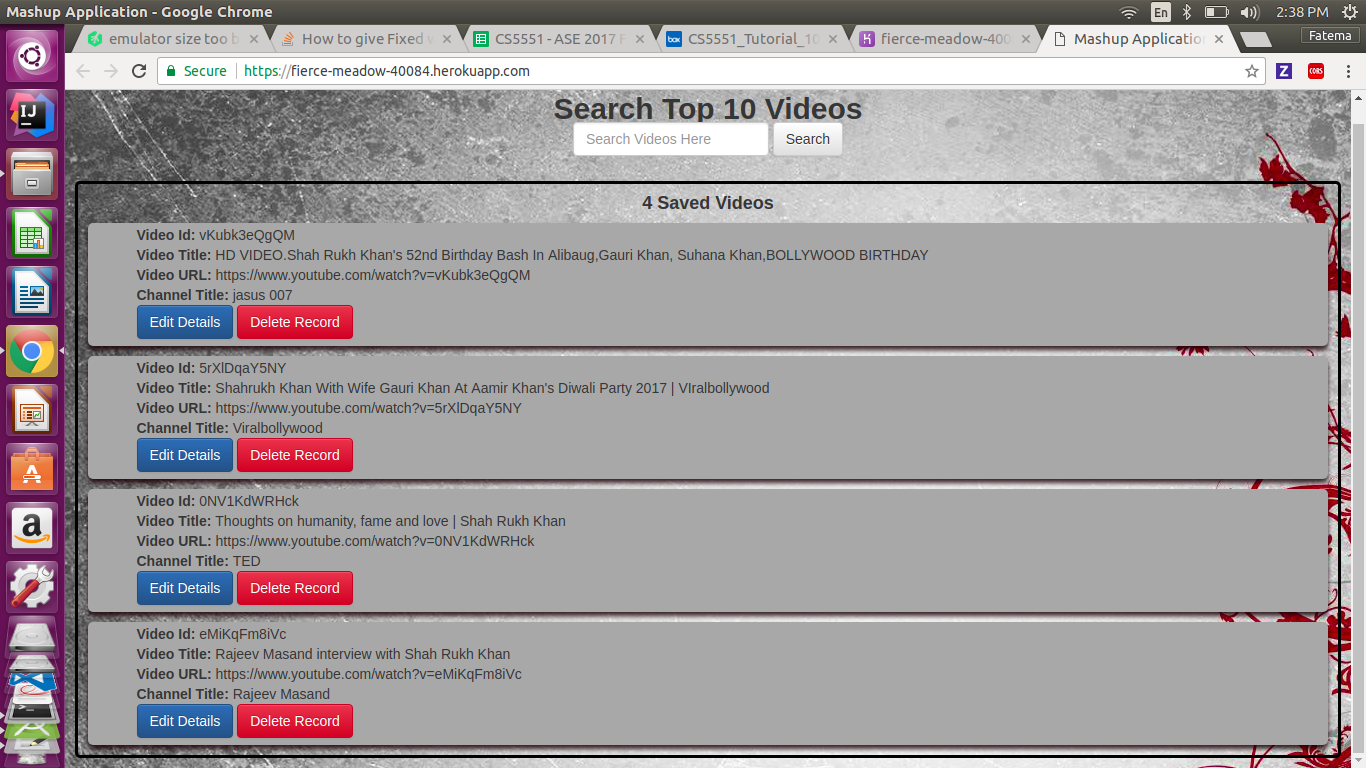 Mashup Application - Google Chrome
En
2:38 PM
emulator size too b
How to give Fixed w
CS5551 - ASE 2017 F
CS5551_Tutorial_10
fierce-meadow-400
Mashup Application
Fatema
Secure
https://fierce-meadow-40084.herokuapp.com
Z
CORS
Search Top 10 Videos
Search Videos Here
Search
4 Saved Videos
Video Id: vKubk3eQgQM
Video Title: HD VIDEO.Shah Rukh Khan's 52nd Birthday Bash In Alibaug,Gauri Khan, Suhana Khan,BOLLYWOOD BIRTHDAY
Video URL: https://www.youtube.com/watch?v=vKubk3eQgQM
Channel Title: jasus 007
Edit Details
Delete Record
Video Id: 5rXlDqaY5NY
Video Title: Shahrukh Khan With Wife Gauri Khan At Aamir Khan's Diwali Party 2017 | VIralbollywood
Video URL: https://www.youtube.com/watch?v=5rXlDqaY5NY
Channel Title: Viralbollywood
Edit Details
Delete Record
Video Id: 0NV1KdWRHck
Video Title: Thoughts on humanity, fame and love | Shah Rukh Khan
Video URL: https://www.youtube.com/watch?v=0NV1KdWRHck
Channel Title: TED
Edit Details
Delete Record
Video Id: eMiKqFm8iVc
Video Title: Rajeev Masand interview with Shah Rukh Khan
Video URL: https://www.youtube.com/watch?v=eMiKqFm8iVc
Channel Title: Rajeev Masand
Edit Details
Delete Record